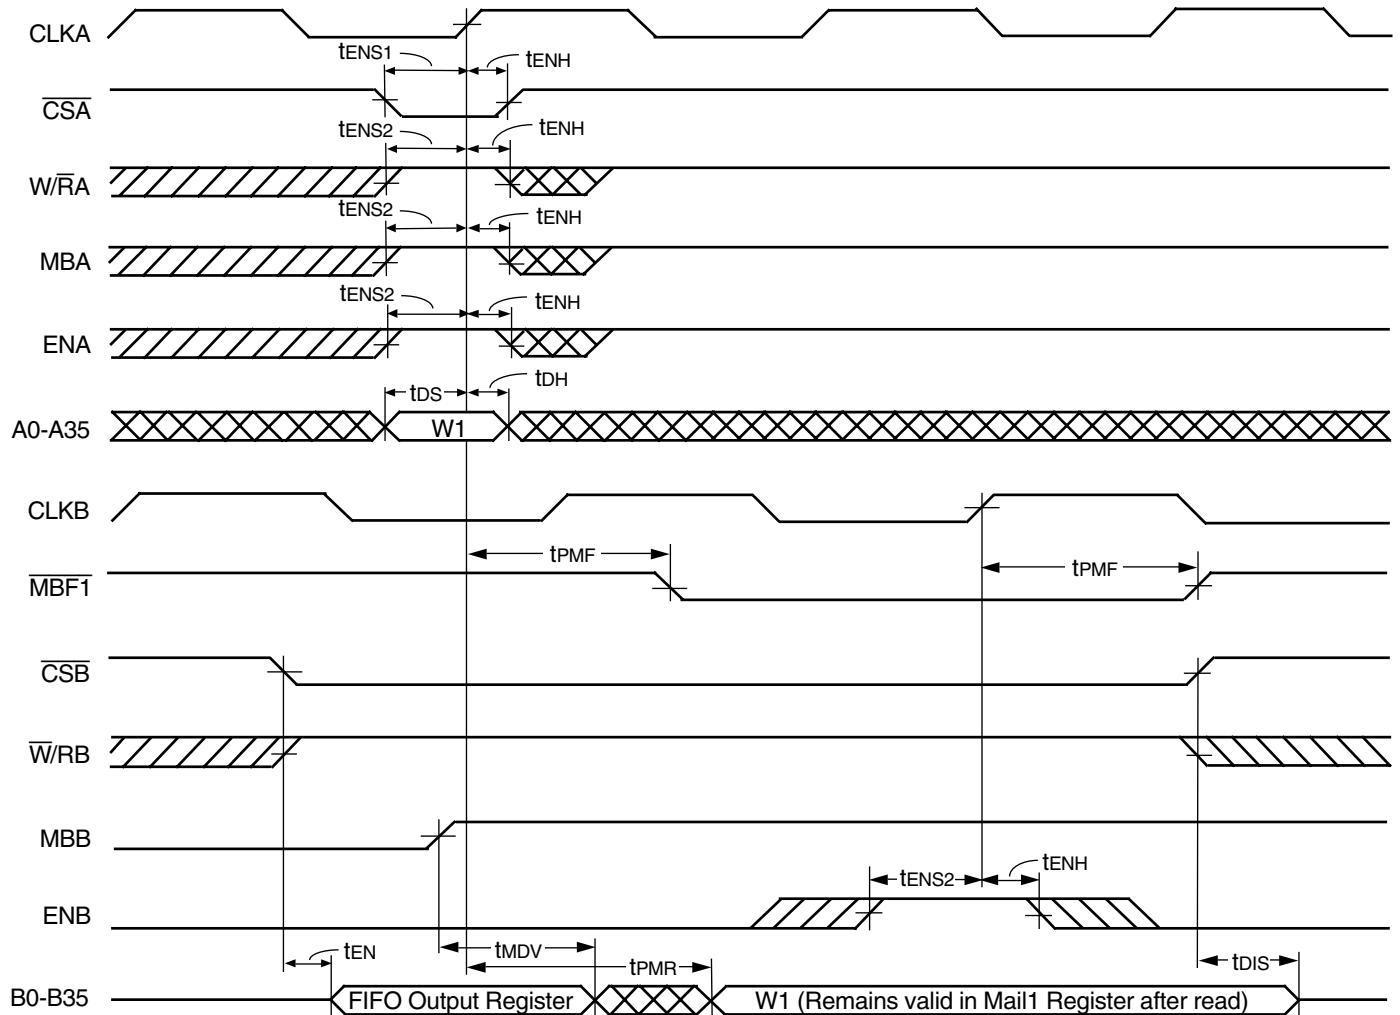 CLKA
tENS1
tENH
CSA
tENS2
tENH
W/RA
tENS2
tENH
MBA
tENS2
tENH
ENA
tDS
tDH
A0-A35
W1
CLKB
tPMF
tPMF
MBF1
CSB
W/RB
MBB
tENS2
tENH
ENB
tEN
tMDV
tPMR
tDIS
B0-B35
FIFO Output Register
W1 (Remains valid in Mail1 Register after read)